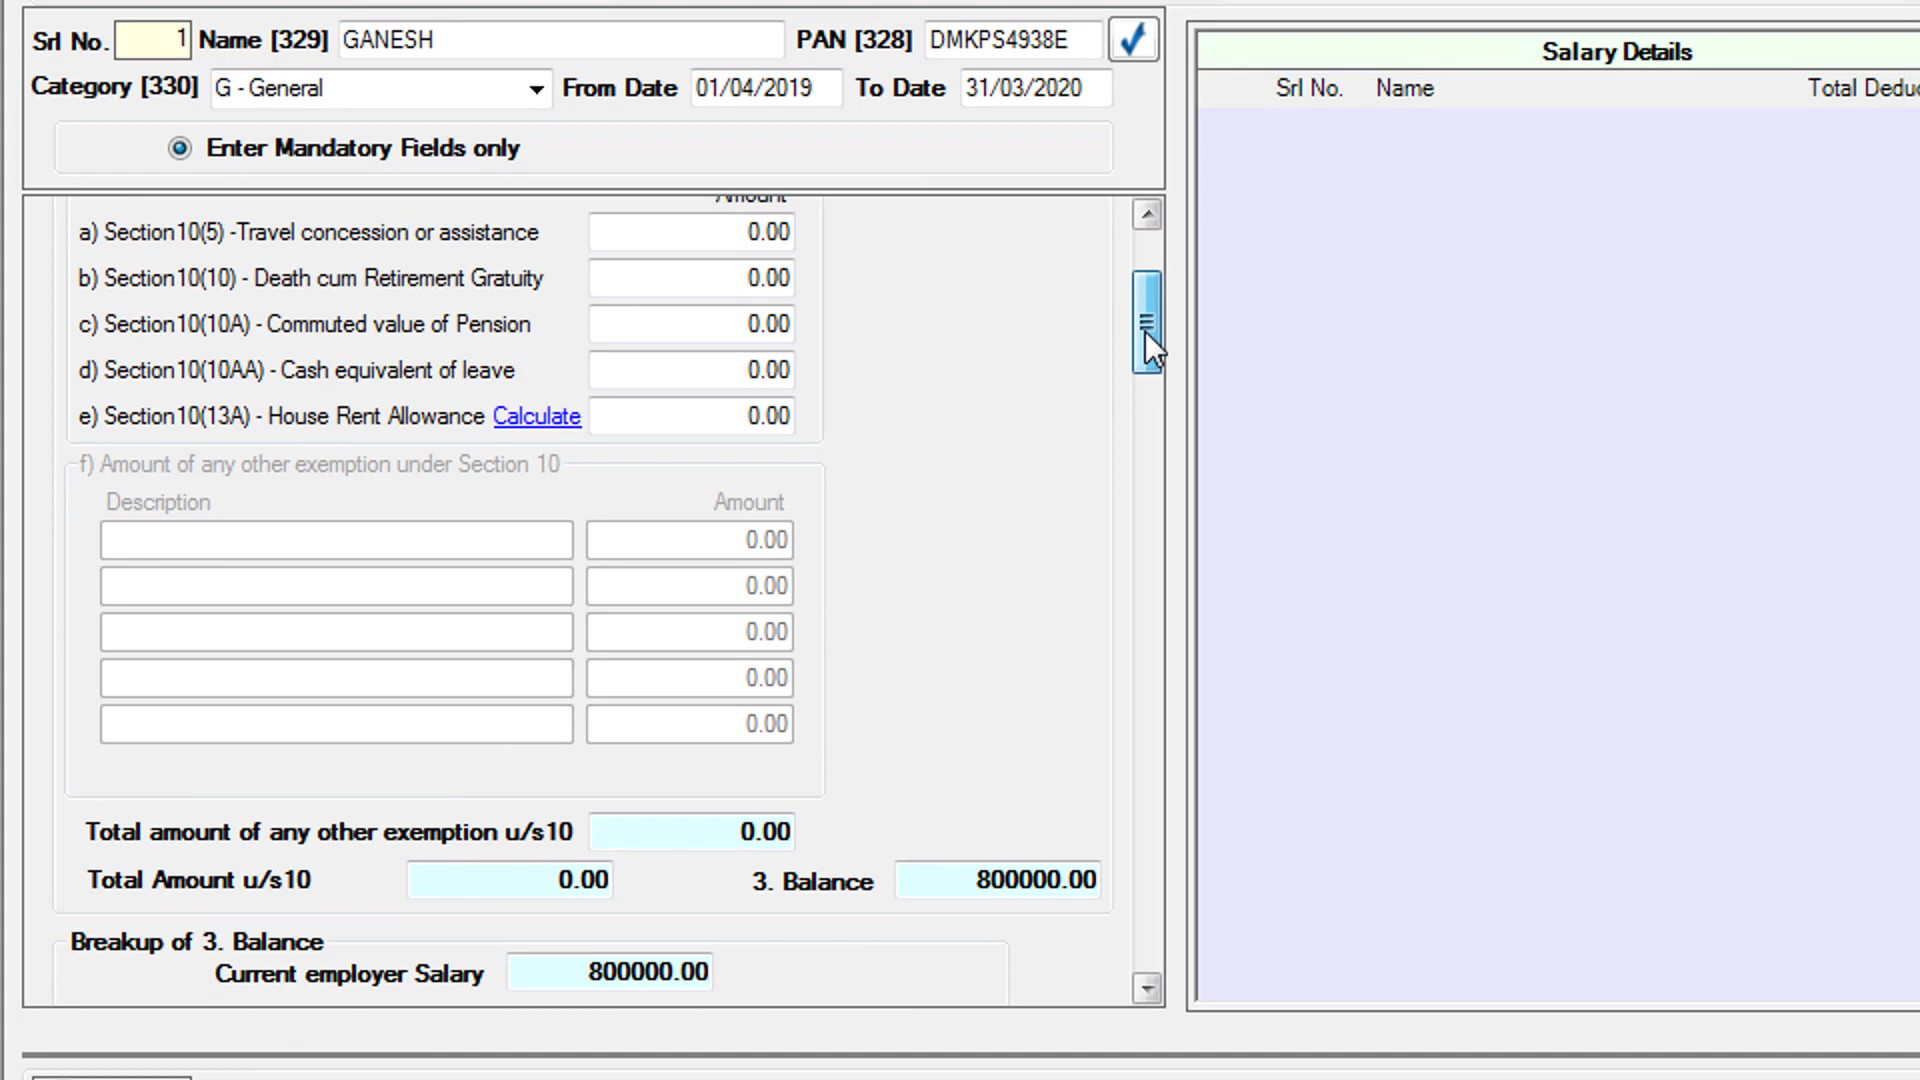 Srl No. 1 Name [329] GANESH PAN [328] DMKPS4938E
Category [330] G - General From Date 01/04/2019 To Date 31/03/2020
Enter Mandatory Fields only
Amount
a) Section10(5) -Travel concession or assistance 0.00
b) Section10(10) - Death cum Retirement Gratuity 0.00
c) Section10(10A) - Commuted value of Pension 0.00
d) Section10(10AA) - Cash equivalent of leave 0.00
e) Section10(13A) - House Rent Allowance Calculate 0.00
f) Amount of any other exemption under Section 10
Description Amount
0.00
0.00
0.00
0.00
0.00
Total amount of any other exemption u/s10 0.00
Total Amount u/s10 0.00 3. Balance 800000.00
Breakup of 3. Balance
Current employer Salary 800000.00
Salary Details
Srl No. Name Total Deduc